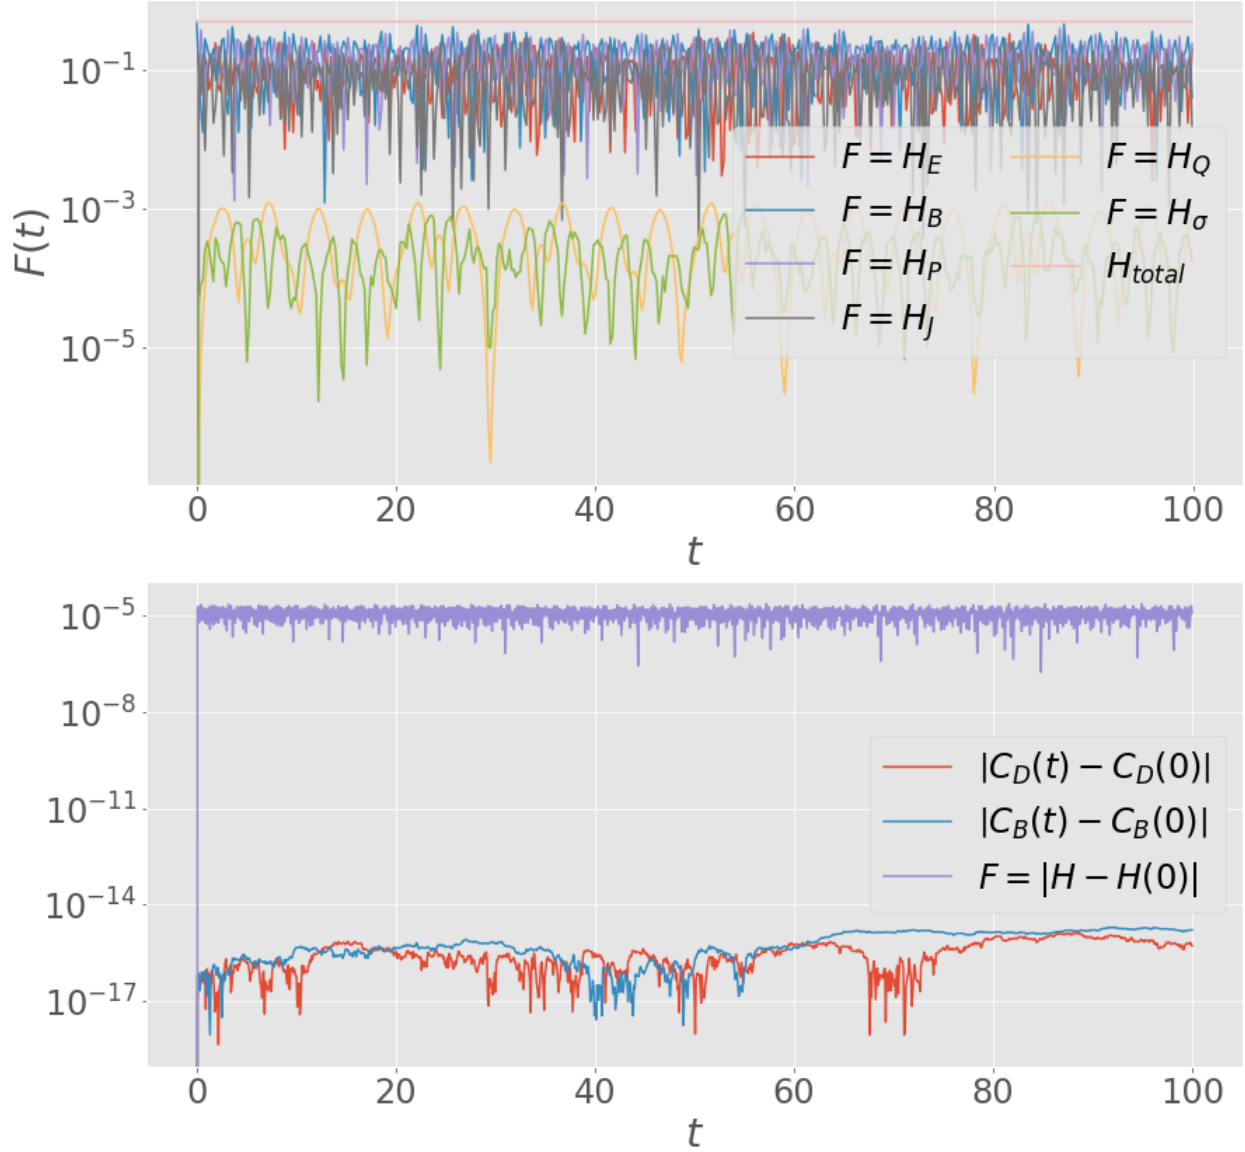 10⁻¹
10⁻³
10⁻⁵
F(t)
F = H_E
F = H_B
F = H_P
F = H_J
F = H_Q
F = H_σ
H_total
0 20 40 60 80 100
t
10⁻⁵
10⁻⁸
10⁻¹¹
10⁻¹⁴
10⁻¹⁷
|C_D(t) − C_D(0)|
|C_B(t) − C_B(0)|
F = |H − H(0)|
0 20 40 60 80 100
t